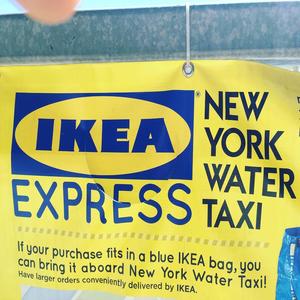 IKEA®
EXPRESS
NEW
YORK
WATER
TAXI
If your purchase fits in a blue IKEA bag, you
can bring it aboard New York Water Taxi!
Have larger orders conveniently delivered by IKEA.